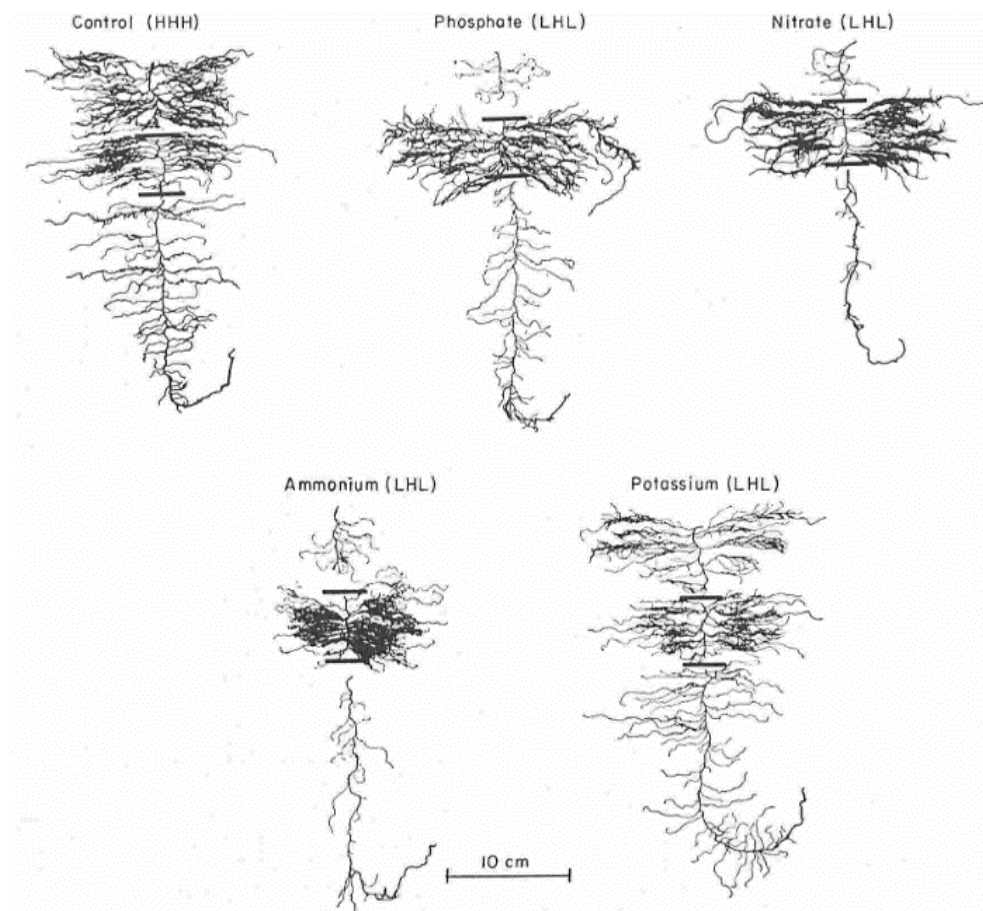 Control (HHH)
Phosphate (LHL)
Nitrate (LHL)
Ammonium (LHL)
Potassium (LHL)
10 cm